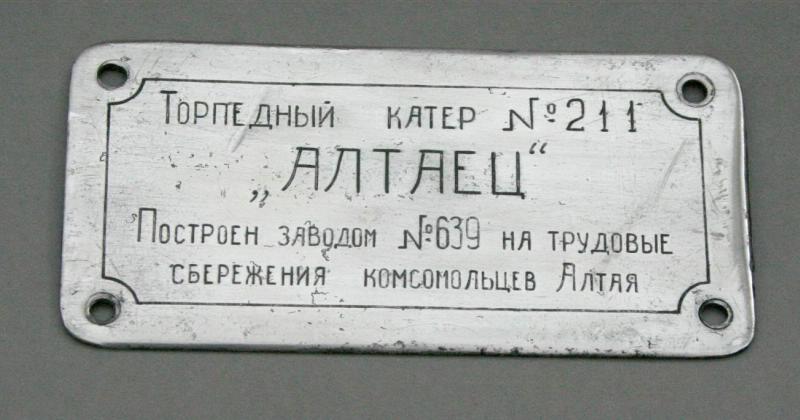 Торпедный катер №211
„АЛТАЕЦ“
Построен заводом №639 на трудовые
сбережения комсомольцев Алтая